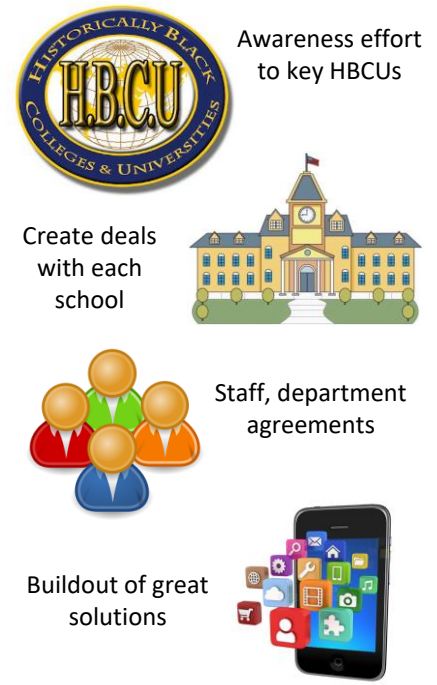 HISTORICALLY BLACK
H.B.C.U
COLLEGES & UNIVERSITIES
Awareness effort
to key HBCUs
Create deals
with each
school
Staff, department
agreements
Buildout of great
solutions